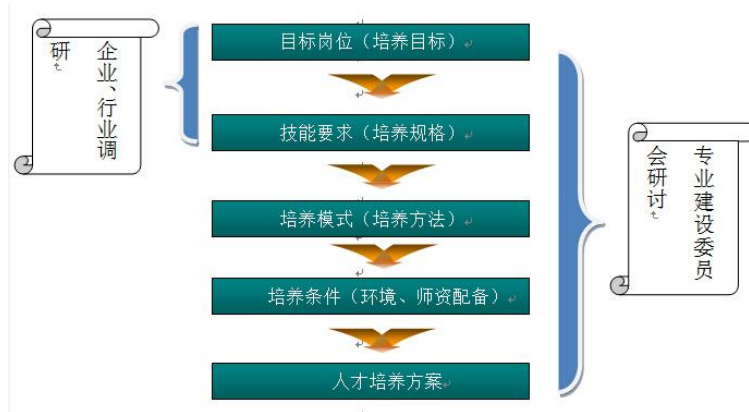 企业、行业调
研
目标岗位（培养目标）
技能要求（培养规格）
培养模式（培养方法）
培养条件（环境、师资配备）
人才培养方案
专业建设委员
会研讨